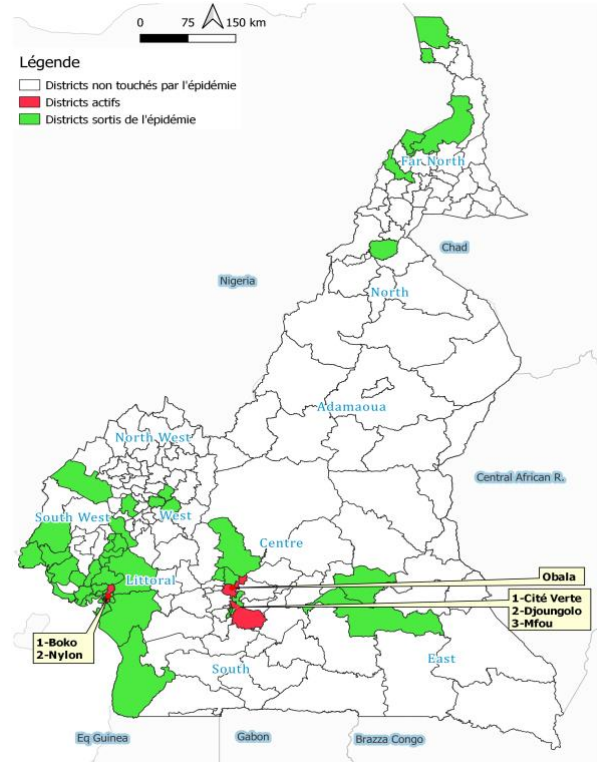 0 75 150 km
Légende
Districts non touchés par l'épidémie
Districts actifs
Districts sortis de l'épidémie
Far North
Chad
Nigeria
North
Adamaoua
North West
Central African R.
South West
West
Centre
Littoral
Obala
1-Cité Verte
2-Djoungolo
3-Mfou
1-Boko
2-Nylon
East
South
Eq Guinea
Gabon
Brazza Congo